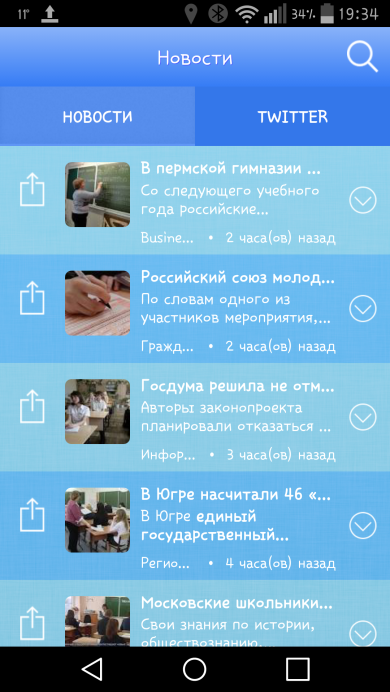 11°
34%
19:34
Новости
НОВОСТИ
TWITTER
В пермской гимназии ...
Со следующего учебного
года российские...
Busine... • 2 часа(ов) назад
Российский союз молод...
По словам одного из
участников мероприятия,...
Гражд... • 2 часа(ов) назад
Госдума решила не отм...
Авторы законопроекта
планировали отказаться ...
Инфор... • 3 часа(ов) назад
В Югре насчитали 46 «...
В Югре единый
государственный...
Регио... • 4 часа(ов) назад
Московские школьники...
Свои знания по истории,
обществознанию,